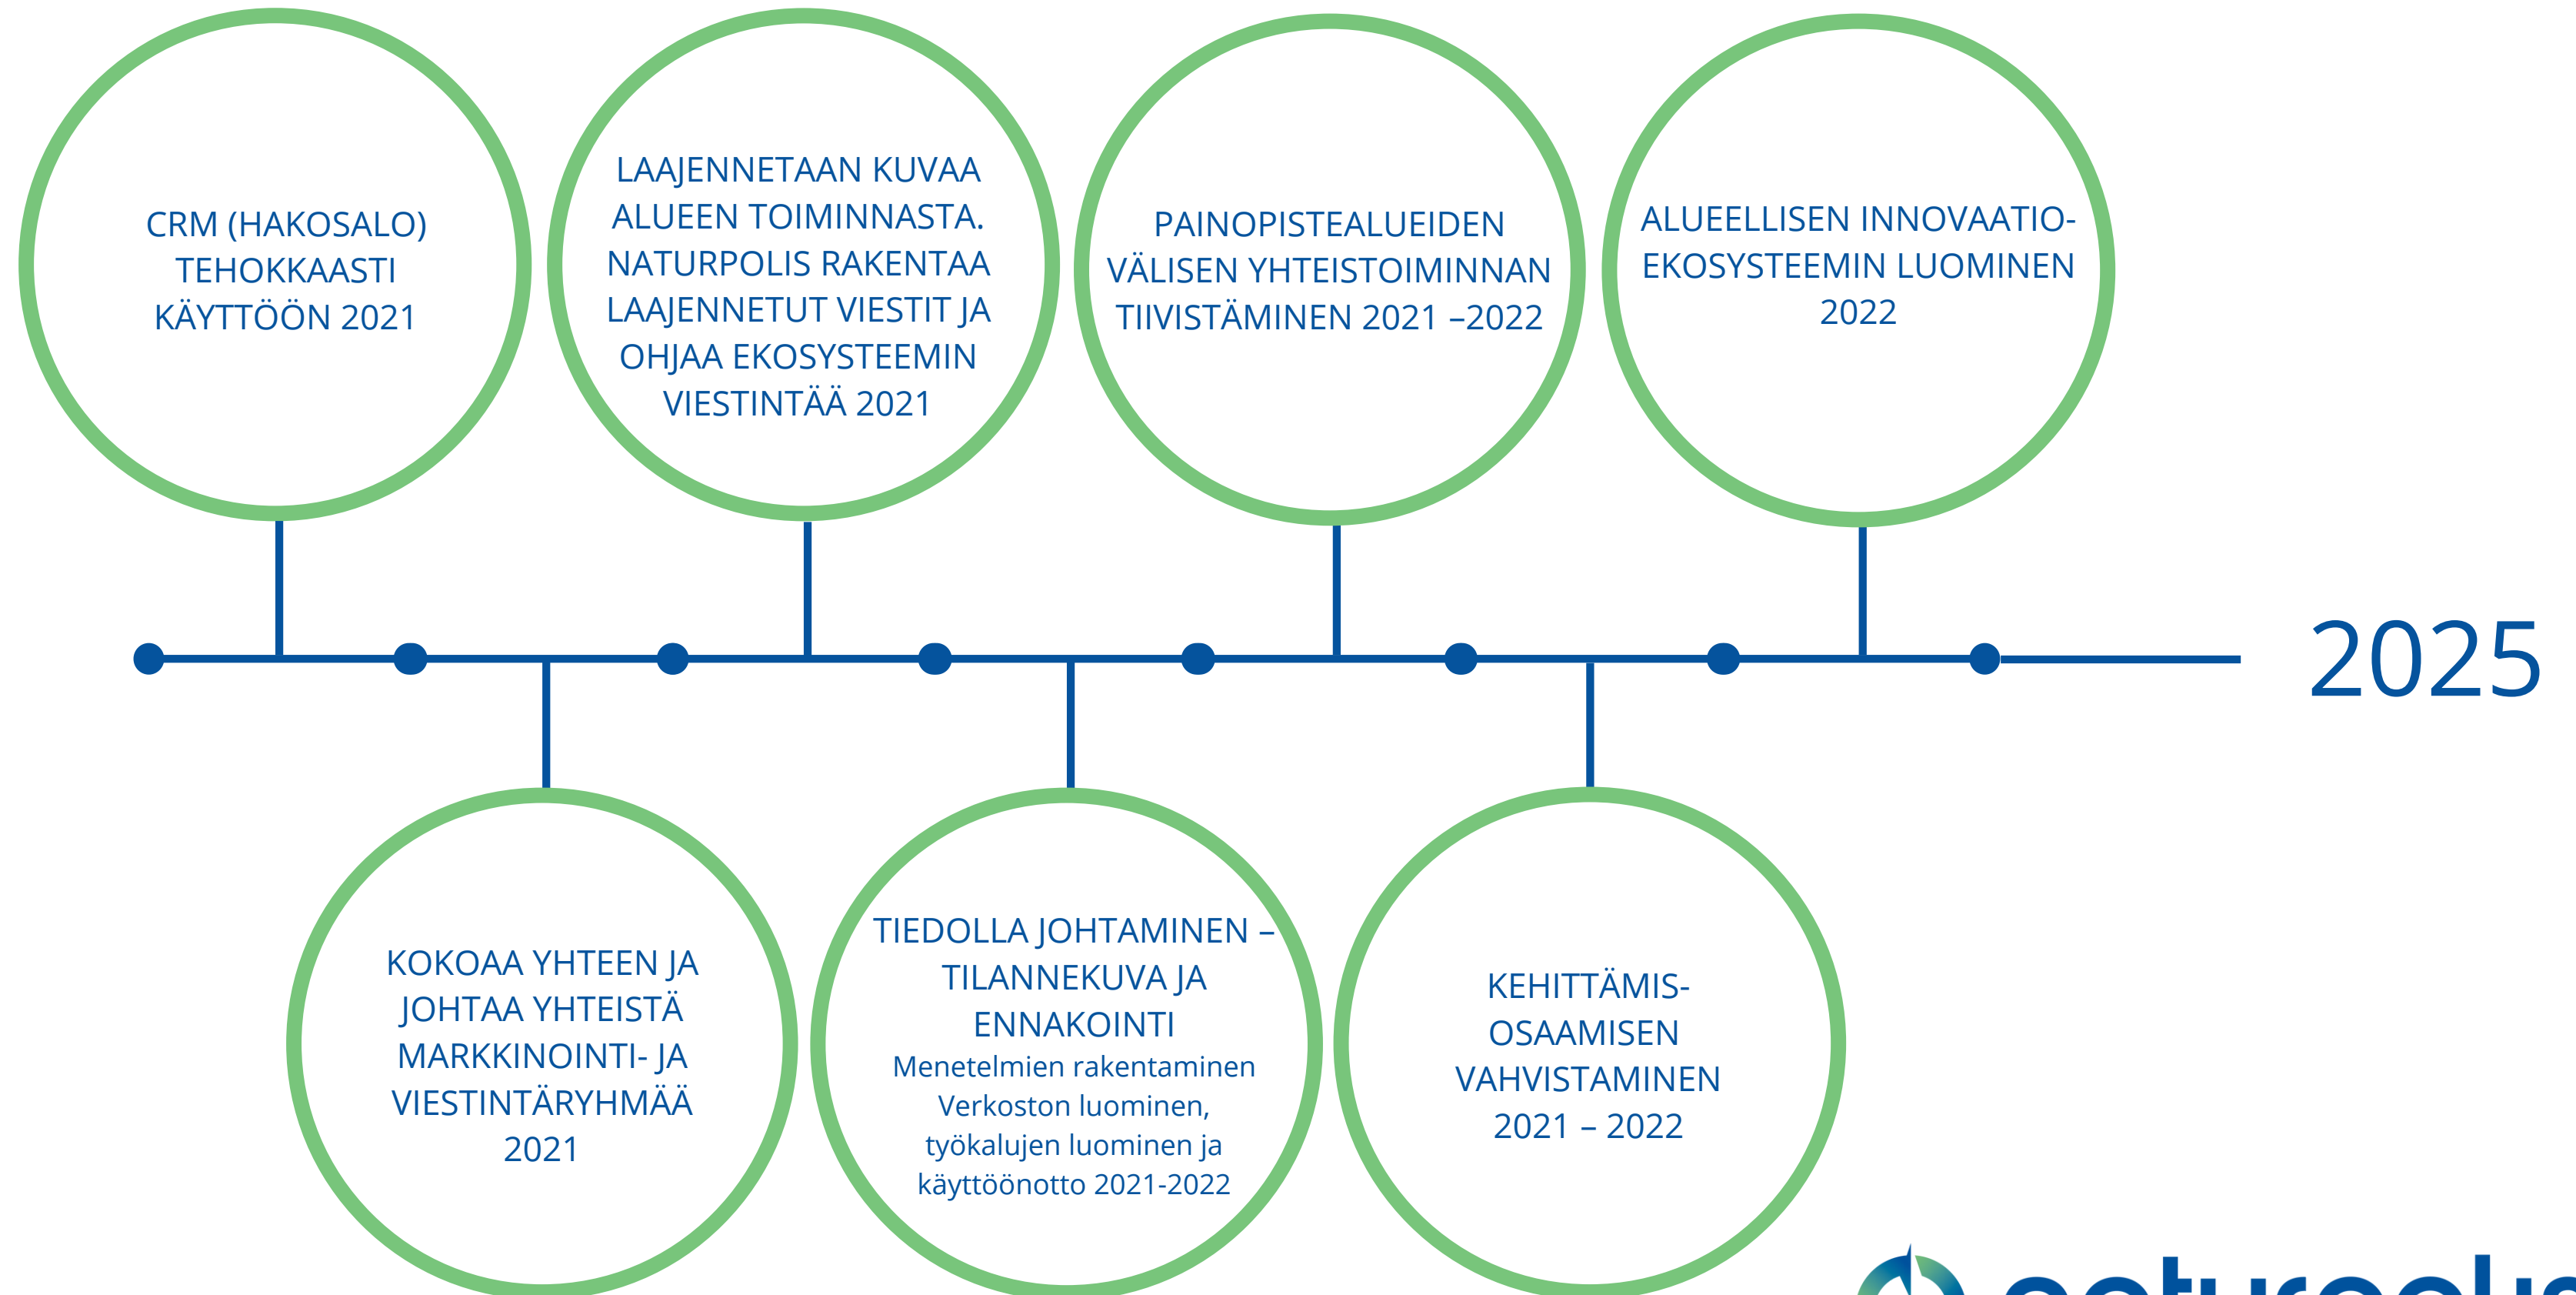 CRM (HAKOSALO)
TEHOKKAASTI
KÄYTTÖÖN 2021
LAAJENNETAAN KUVAA
ALUEEN TOIMINNASTA.
NATURPOLIS RAKENTAA
LAAJENNETUT VIESTIT JA
OHJAA EKOSYSTEEMIN
VIESTINTÄÄ 2021
PAINOPISTEALUEIDEN
VÄLISEN YHTEISTOIMINNAN
TIIVISTÄMINEN 2021 –2022
ALUEELLISEN INNOVAATIO-
EKOSYSTEEMIN LUOMINEN
2022
2025
KOKOAA YHTEEN JA
JOHTAA YHTEISTÄ
MARKKINOINTI- JA
VIESTINTÄRYHMÄÄ
2021
TIEDOLLA JOHTAMINEN –
TILANNEKUVA JA
ENNAKOINTI
Menetelmien rakentaminen
Verkoston luominen,
työkalujen luominen ja
käyttöönotto 2021-2022
KEHITTÄMIS-
OSAAMISEN
VAHVISTAMINEN
2021 – 2022